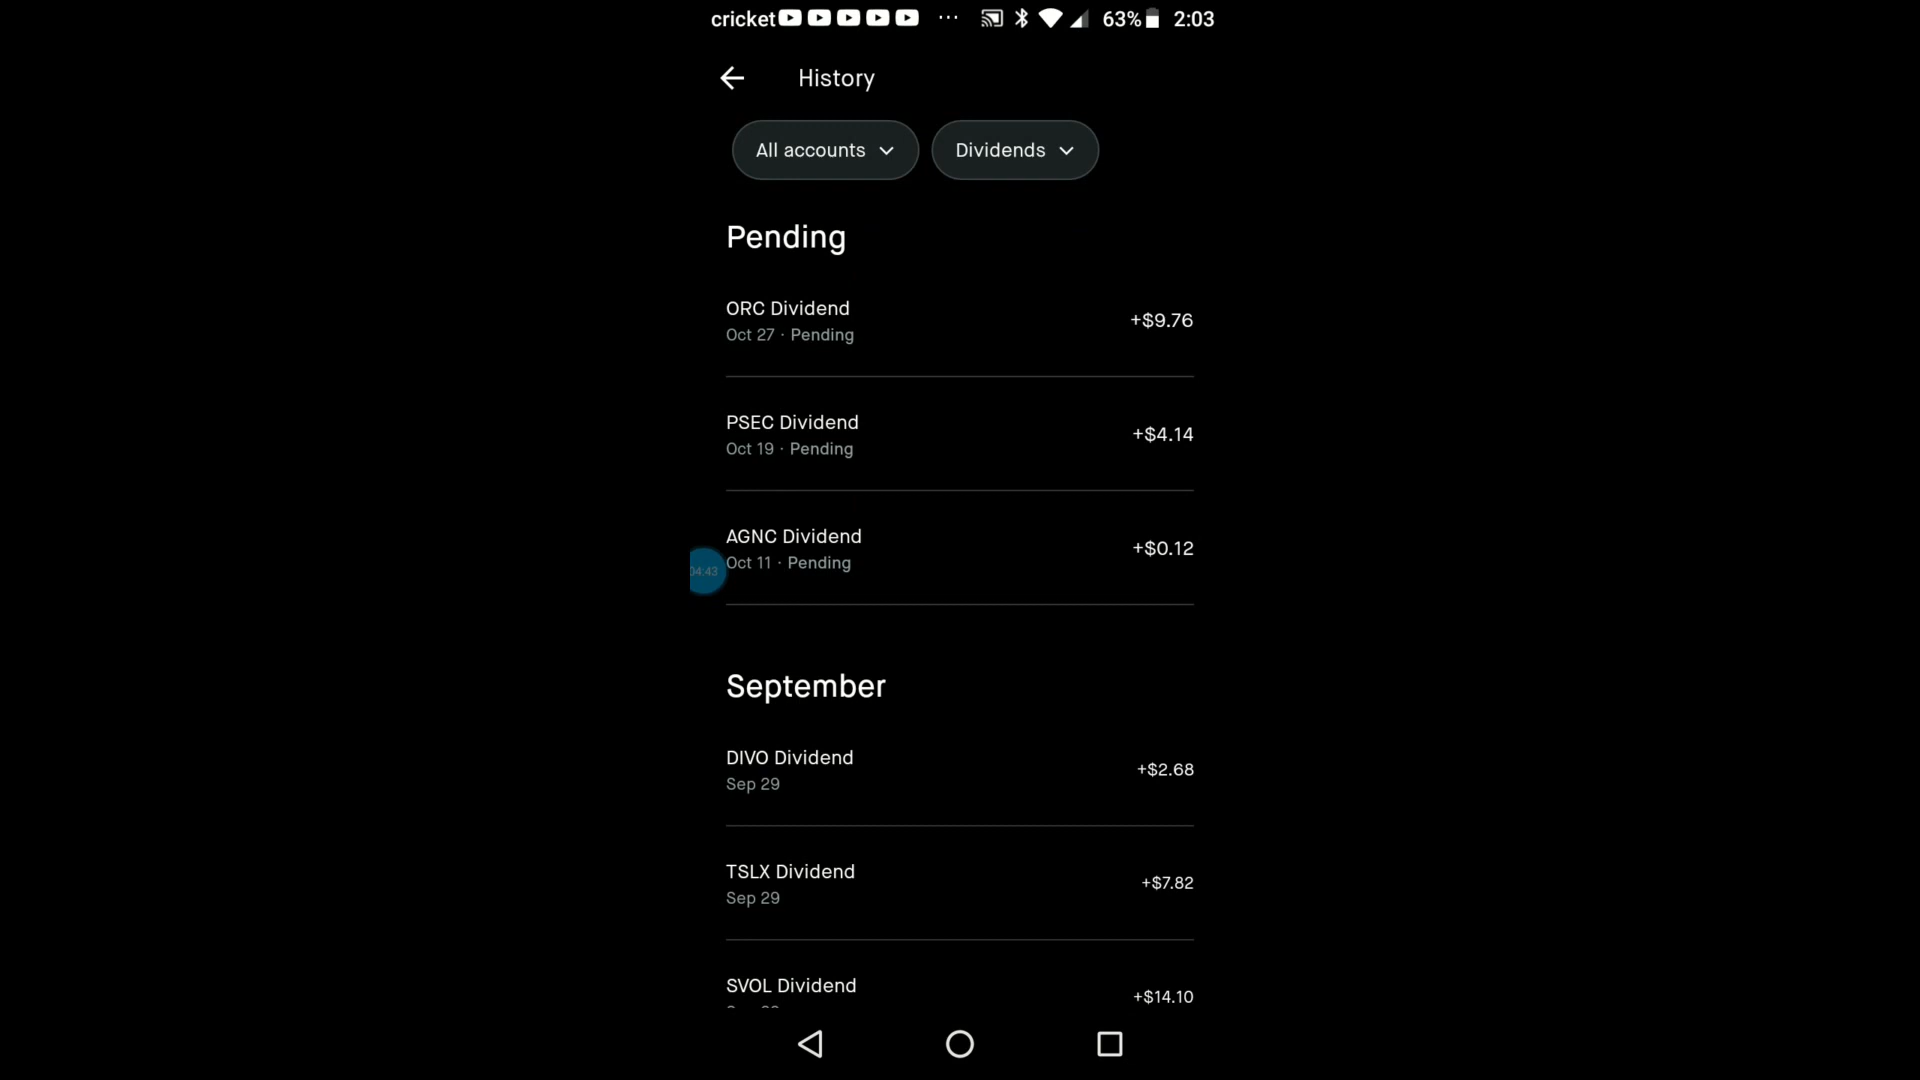 cricket ... 63% 2:03
History
All accounts Dividends
Pending
ORC Dividend
+$9.76
Oct 27 · Pending
PSEC Dividend
+$4.14
Oct 19 · Pending
AGNC Dividend
+$0.12
Oct 11 · Pending
04:43
September
DIVO Dividend
+$2.68
Sep 29
TSLX Dividend
+$7.82
Sep 29
SVOL Dividend
+$14.10